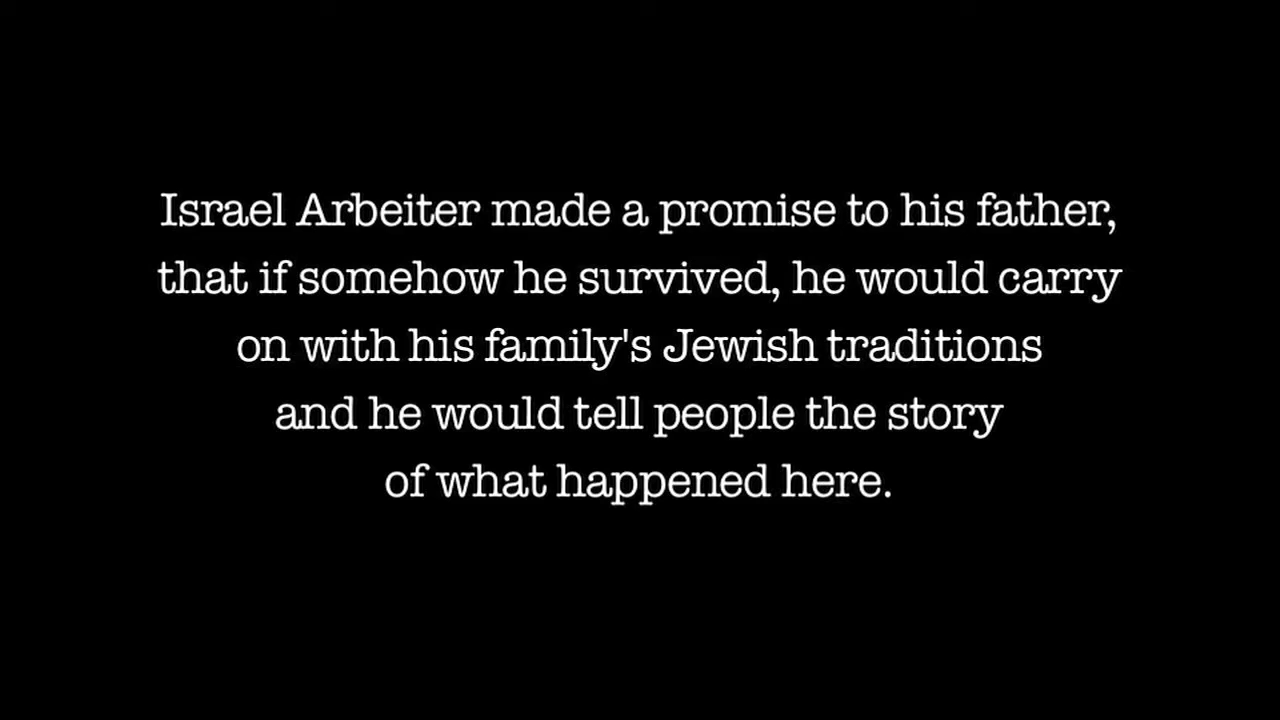 Israel Arbeiter made a promise to his father,
that if somehow he survived, he would carry
on with his family's Jewish traditions
and he would tell people the story
of what happened here.